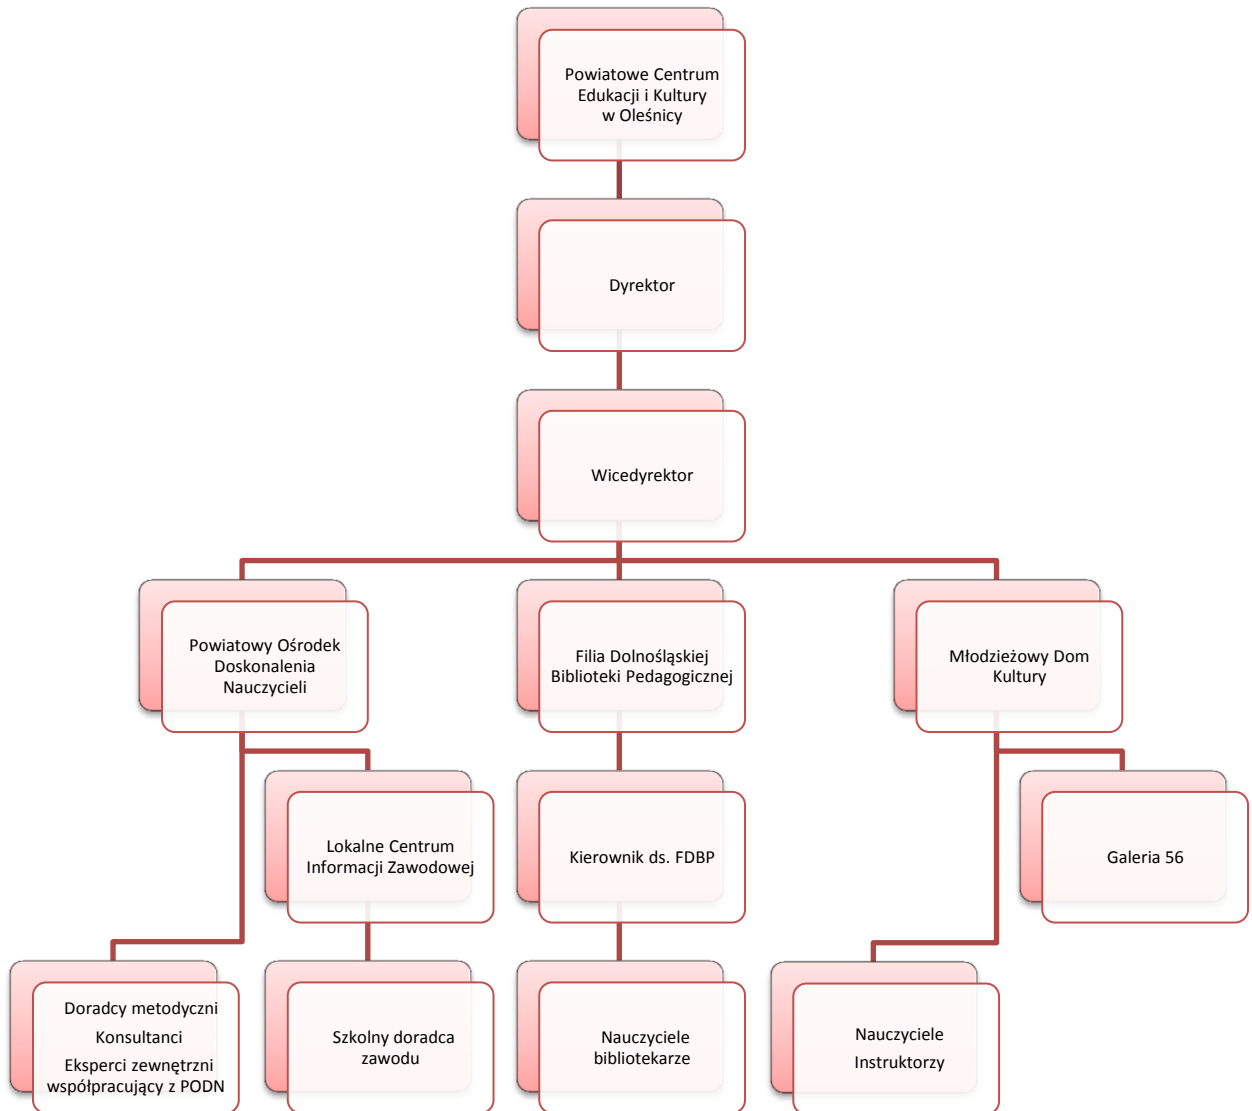 Powiatowe Centrum
Edukacji i Kultury
w Oleśnicy
Dyrektor
Wicedyrektor
Powiatowy Ośrodek
Doskonalenia
Nauczycieli
Filia Dolnośląskiej
Biblioteki Pedagogicznej
Młodzieżowy Dom
Kultury
Lokalne Centrum
Informacji Zawodowej
Kierownik ds. FDBP
Galeria 56
Doradcy metodyczni
Konsultanci
Eksperci zewnętrzni
współpracujący z PODN
Szkolny doradca
zawodu
Nauczyciele
bibliotekarze
Nauczyciele
Instruktorzy